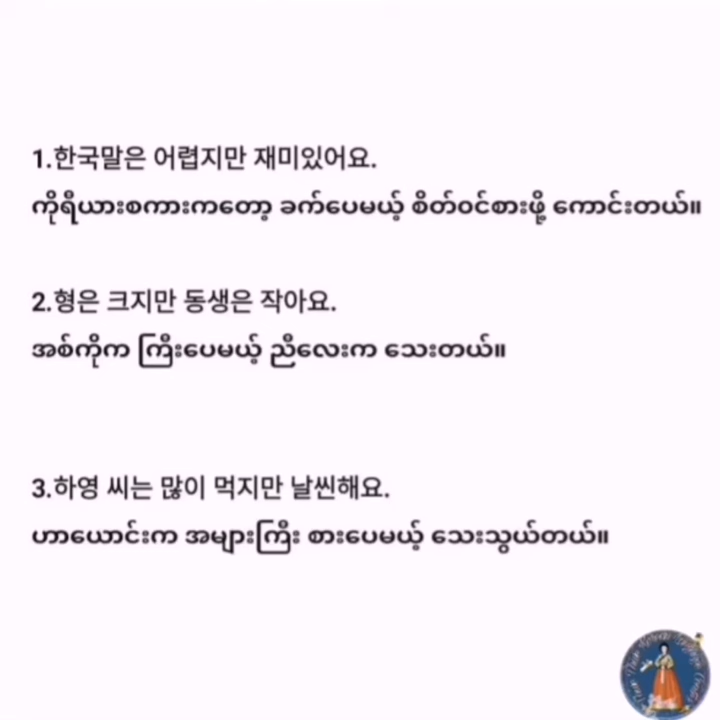 1.한국말은 어렵지만 재미있어요.
ကိုရီယားစကားကတော့ ခက်ပေမယ့် စိတ်ဝင်စားဖို့ ကောင်းတယ်။
2.형은 크지만 동생은 작아요.
အစ်ကိုက ကြီးပေမယ့် ညီလေးက သေးတယ်။
3.하영 씨는 많이 먹지만 날씬해요.
ဟာယောင်းက အများကြီး စားပေမယ့် သေးသွယ်တယ်။